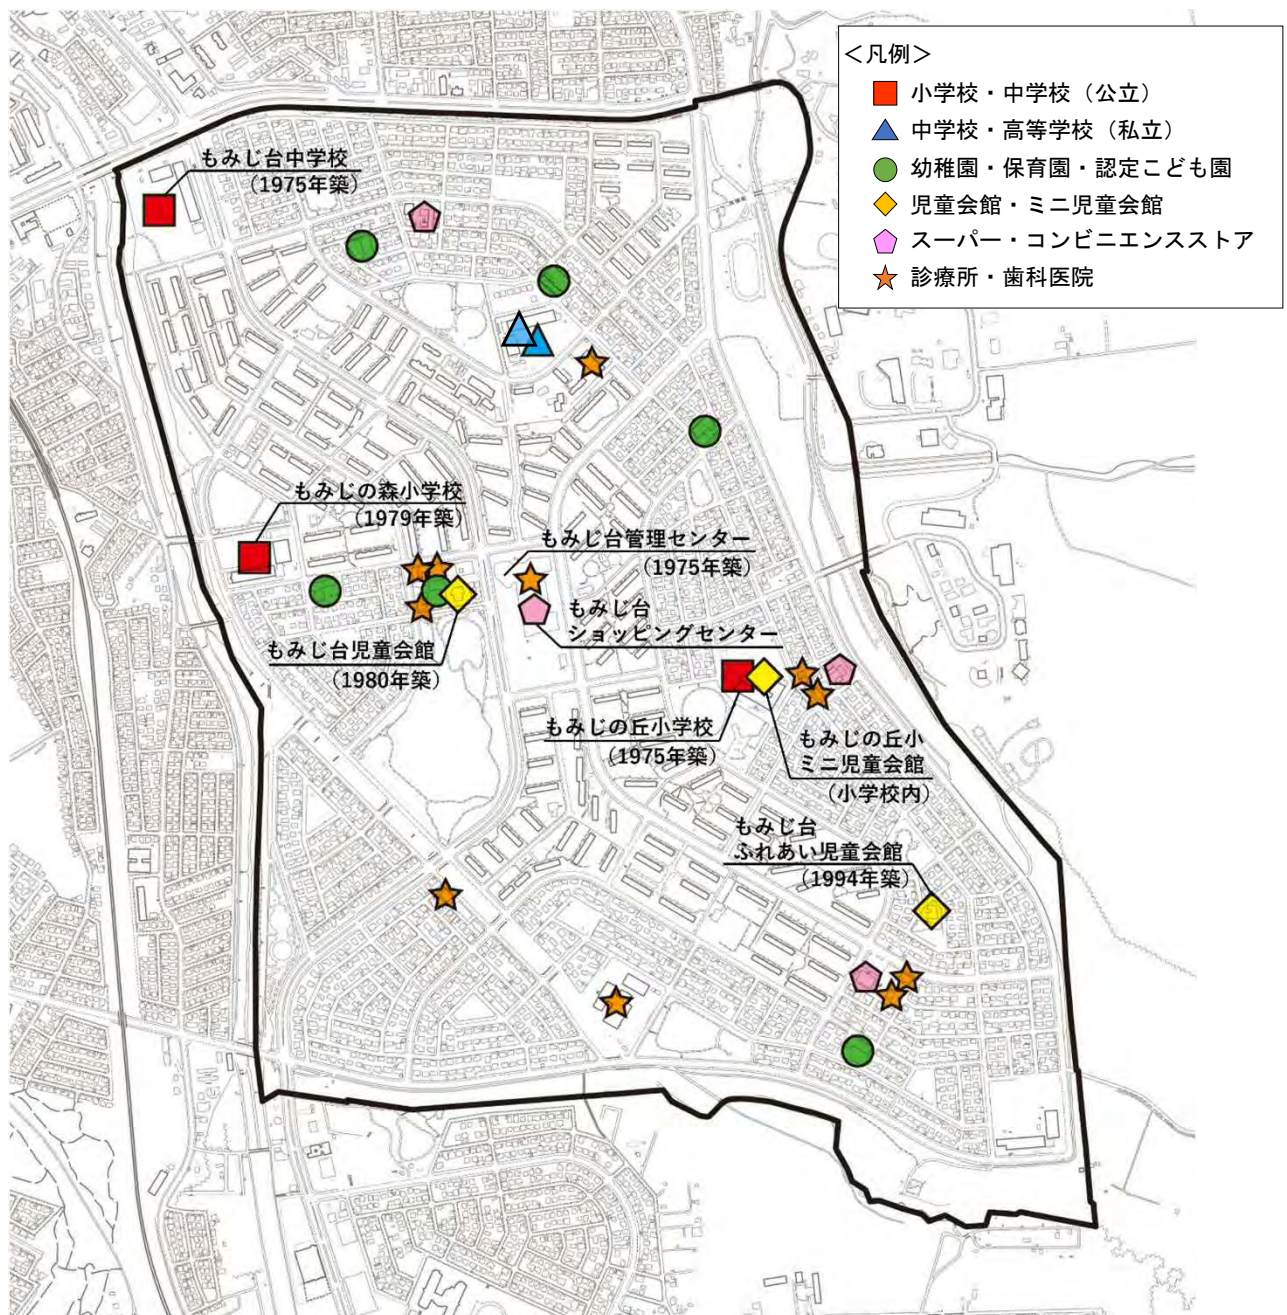 ＜凡例＞
小学校・中学校（公立）
中学校・高等学校（私立）
幼稚園・保育園・認定こども園
児童会館・ミニ児童会館
スーパー・コンビニエンスストア
診療所・歯科医院
もみじ台中学校
（1975年築）
もみじの森小学校
（1979年築）
もみじ台管理センター
（1975年築）
もみじ台
ショッピングセンター
もみじ台児童会館
（1980年築）
もみじの丘小学校
（1975年築）
もみじの丘小
ミニ児童会館
（小学校内）
もみじ台
ふれあい児童会館
（1994年築）